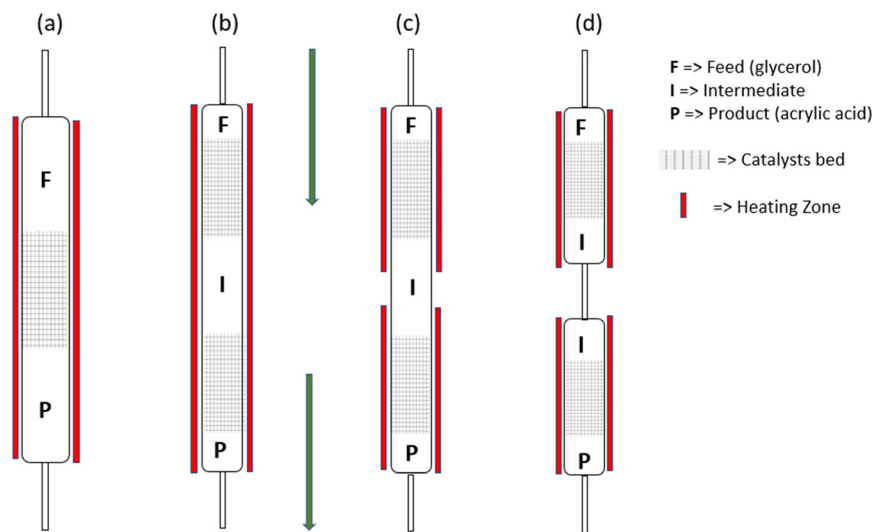 (a)
(b)
(c)
(d)
F => Feed (glycerol)
I => Intermediate
P => Product (acrylic acid)
=> Catalysts bed
=> Heating Zone
F
P
F
I
P
F
I
P
F
I
I
P